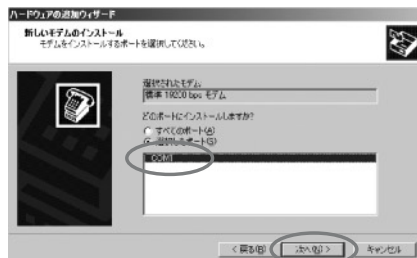 ハードウェアの追加ウィザード
新しいモデムのインストール
モデムをインストールするポートを選択してください。
選択されたモデム:
標準 19200 bps モデム
どのポートにインストールしますか?
すべてのポート(A)
選択したポート(S)
COM1
< 戻る(B)
次へ(N) >
キャンセル